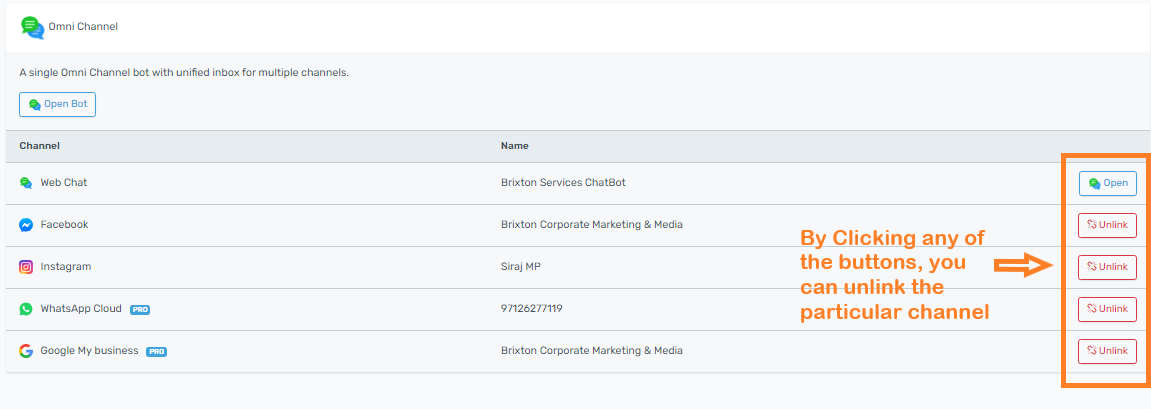 Omni Channel
A single Omni Channel bot with unified inbox for multiple channels.
Open Bot
Channel Name
Web Chat Brixton Services ChatBot Open
Facebook Brixton Corporate Marketing & Media Unlink
Instagram Siraj MP Unlink
WhatsApp Cloud PRO 97126277119 Unlink
Google My business PRO Brixton Corporate Marketing & Media Unlink
By Clicking any of
the buttons, you
can unlink the
particular channel